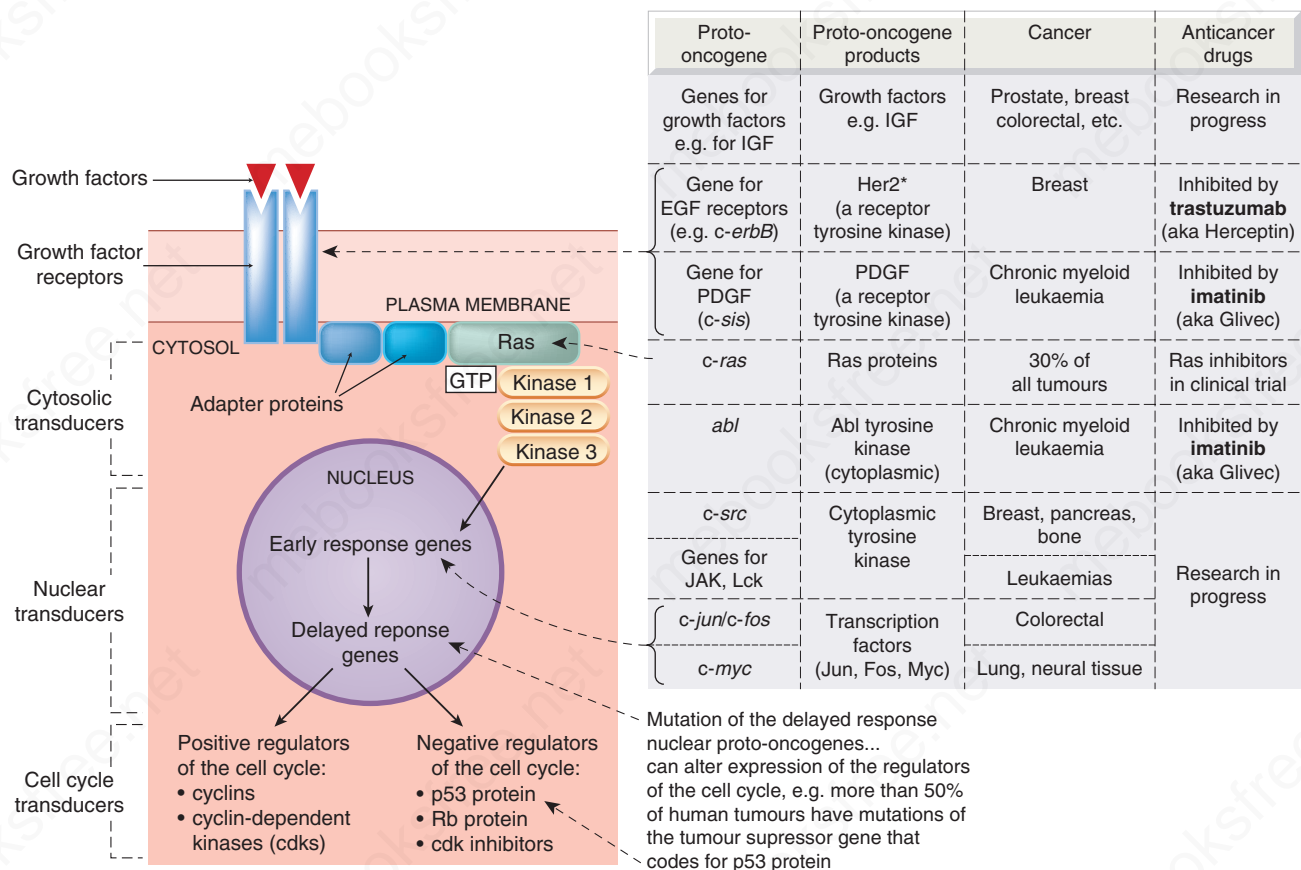 Growth factors
Growth factor
receptors
PLASMA MEMBRANE
CYTOSOL
Ras
GTP
Kinase 1
Kinase 2
Kinase 3
Adapter proteins
Cytosolic
transducers
NUCLEUS
Early response genes
Delayed reponse
genes
Nuclear
transducers
Positive regulators
of the cell cycle:
• cyclins
• cyclin-dependent
kinases (cdks)
Negative regulators
of the cell cycle:
• p53 protein
• Rb protein
• cdk inhibitors
Cell cycle
transducers
Proto-
oncogene
Proto-oncogene
products
Cancer
Anticancer
drugs
Genes for
growth factors
e.g. for IGF
Growth factors
e.g. IGF
Prostate, breast
colorectal, etc.
Research in
progress
Gene for
EGF receptors
(e.g. c-erbB)
Her2*
(a receptor
tyrosine kinase)
Breast
Inhibited by
trastuzumab
(aka Herceptin)
Gene for
PDGF
(c-sis)
PDGF
(a receptor
tyrosine kinase)
Chronic myeloid
leukaemia
Inhibited by
imatinib
(aka Glivec)
c-ras
Ras proteins
30% of
all tumours
Ras inhibitors
in clinical trial
abl
Abl tyrosine
kinase
(cytoplasmic)
Chronic myeloid
leukaemia
Inhibited by
imatinib
(aka Glivec)
c-src
Genes for
JAK, Lck
Cytoplasmic
tyrosine
kinase
Breast, pancreas,
bone
Leukaemias
Research in
progress
c-jun/c-fos
c-myc
Transcription
factors
(Jun, Fos, Myc)
Colorectal
Lung, neural tissue
Mutation of the delayed response
nuclear proto-oncogenes...
can alter expression of the regulators
of the cell cycle, e.g. more than 50%
of human tumours have mutations of
the tumour supressor gene that
codes for p53 protein
mebooksfree.net